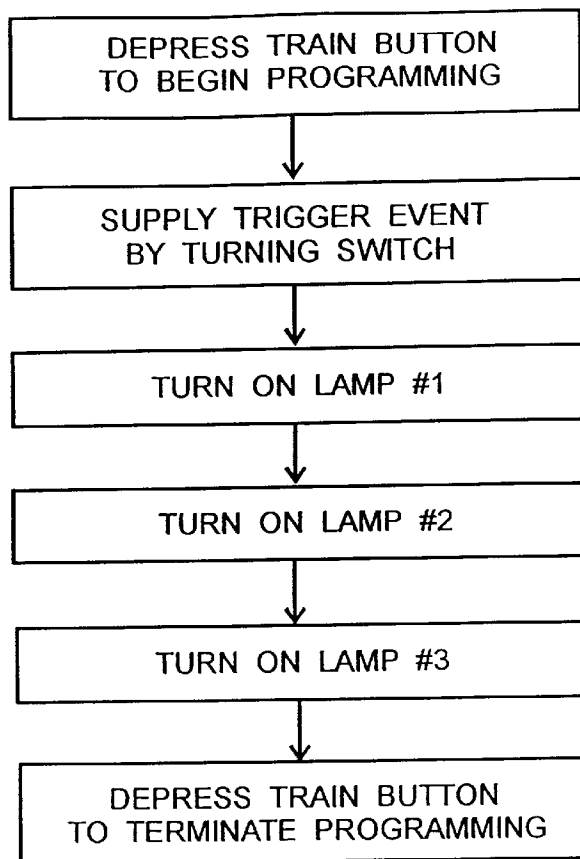 DEPRESS TRAIN BUTTON
TO BEGIN PROGRAMMING
SUPPLY TRIGGER EVENT
BY TURNING SWITCH
TURN ON LAMP #1
TURN ON LAMP #2
TURN ON LAMP #3
DEPRESS TRAIN BUTTON
TO TERMINATE PROGRAMMING